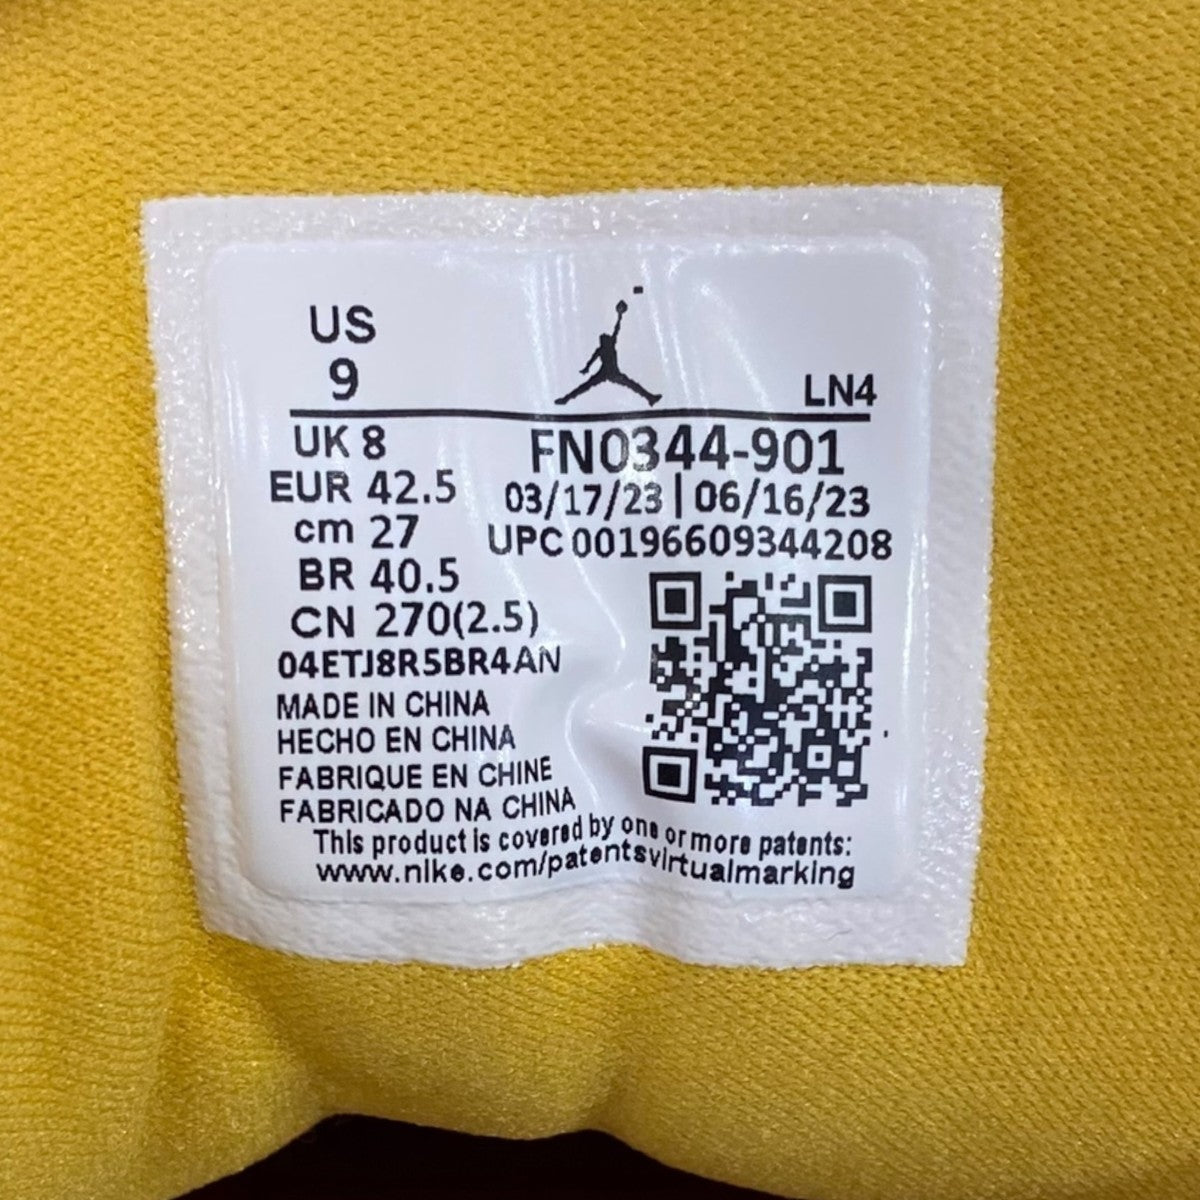 US
9
LN4
UK 8
EUR 42.5
cm 27
BR 40.5
CN 270(2.5)
FN0344-901
03/17/23 | 06/16/23
UPC 00196609344208
04ETJ8R5BR4AN
MADE IN CHINA
HECHO EN CHINA
FABRIQUE EN CHINE
FABRICADO NA CHINA
This product is covered by one or more patents:
www.nike.com/patentsvirtualmarking